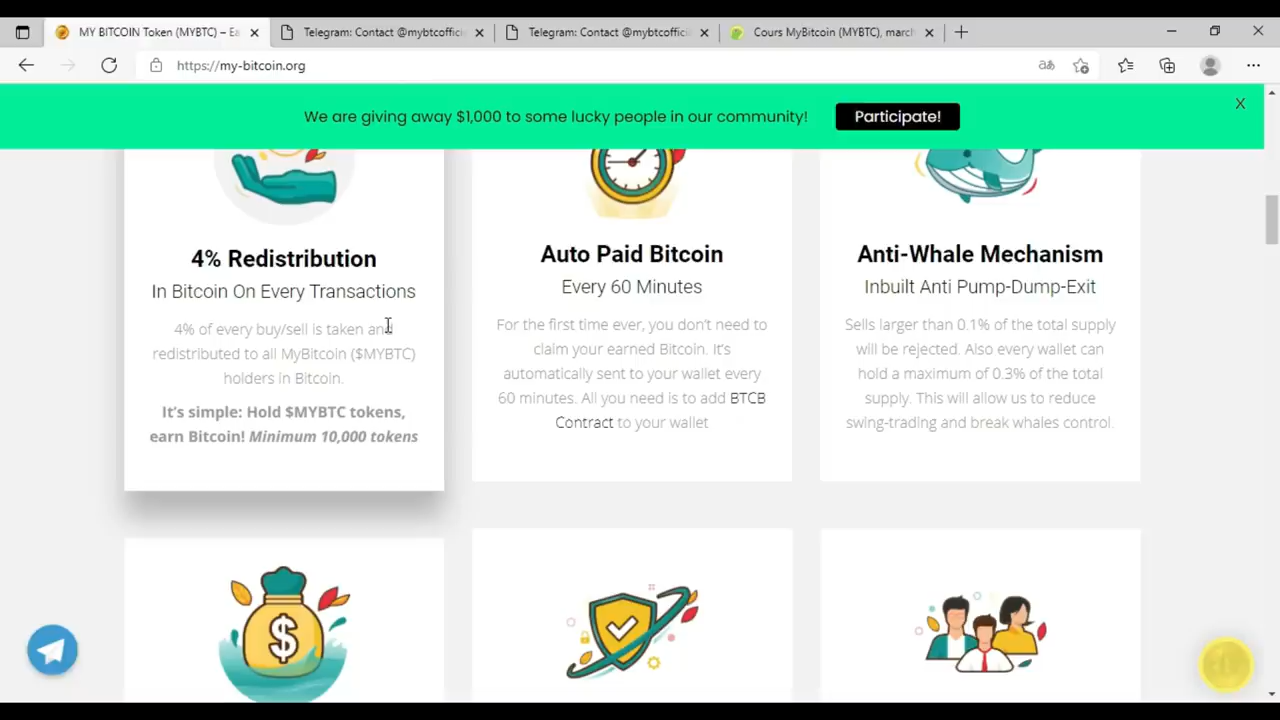 MY BITCOIN Token (MYBTC) – Ea
Telegram: Contact @mybtcoffici
Telegram: Contact @mybtcoffici
Cours MyBitcoin (MYBTC), march
https://my-bitcoin.org
We are giving away $1,000 to some lucky people in our community!
Participate!
X
4% Redistribution
In Bitcoin On Every Transactions
4% of every buy/sell is taken and
redistributed to all MyBitcoin ($MYBTC)
holders in Bitcoin.
It's simple: Hold $MYBTC tokens,
earn Bitcoin! Minimum 10,000 tokens
Auto Paid Bitcoin
Every 60 Minutes
For the first time ever, you don't need to
claim your earned Bitcoin. It's
automatically sent to your wallet every
60 minutes. All you need is to add BTCB
Contract to your wallet
Anti-Whale Mechanism
Inbuilt Anti Pump-Dump-Exit
Sells larger than 0.1% of the total supply
will be rejected. Also every wallet can
hold a maximum of 0.3% of the total
supply. This will allow us to reduce
swing-trading and break whales control.
$